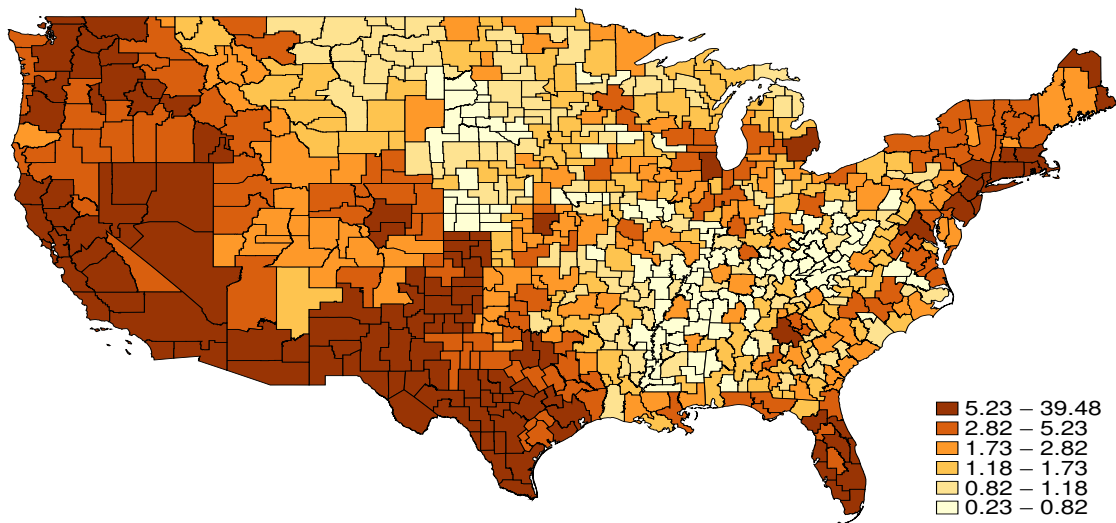 5.23 – 39.48
2.82 – 5.23
1.73 – 2.82
1.18 – 1.73
0.82 – 1.18
0.23 – 0.82